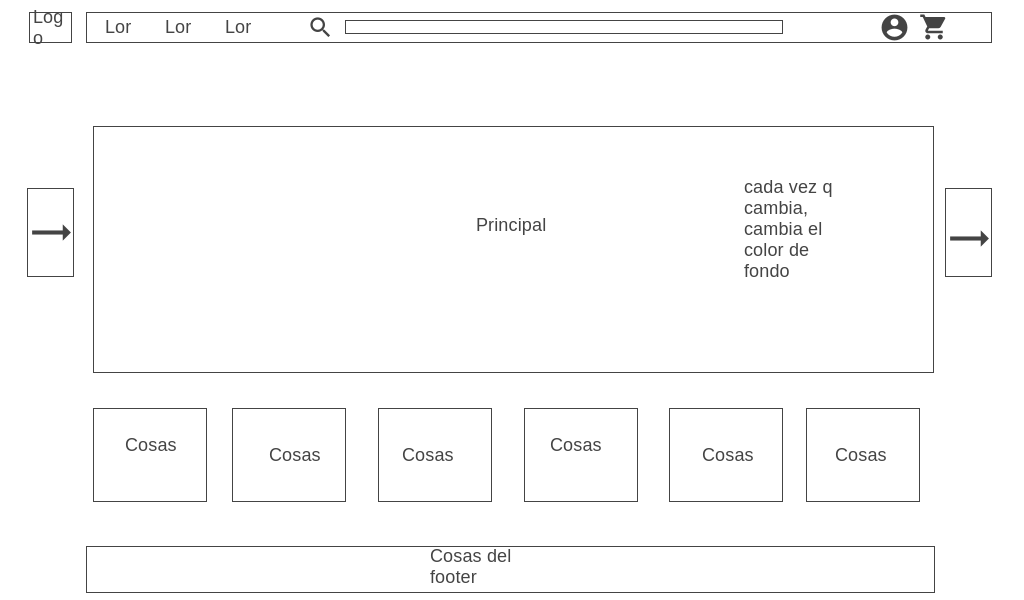 Log
o
Lor
Lor
Lor
Principal
cada vez q
cambia,
cambia el
color de
fondo
Cosas
Cosas
Cosas
Cosas
Cosas
Cosas
Cosas del
footer